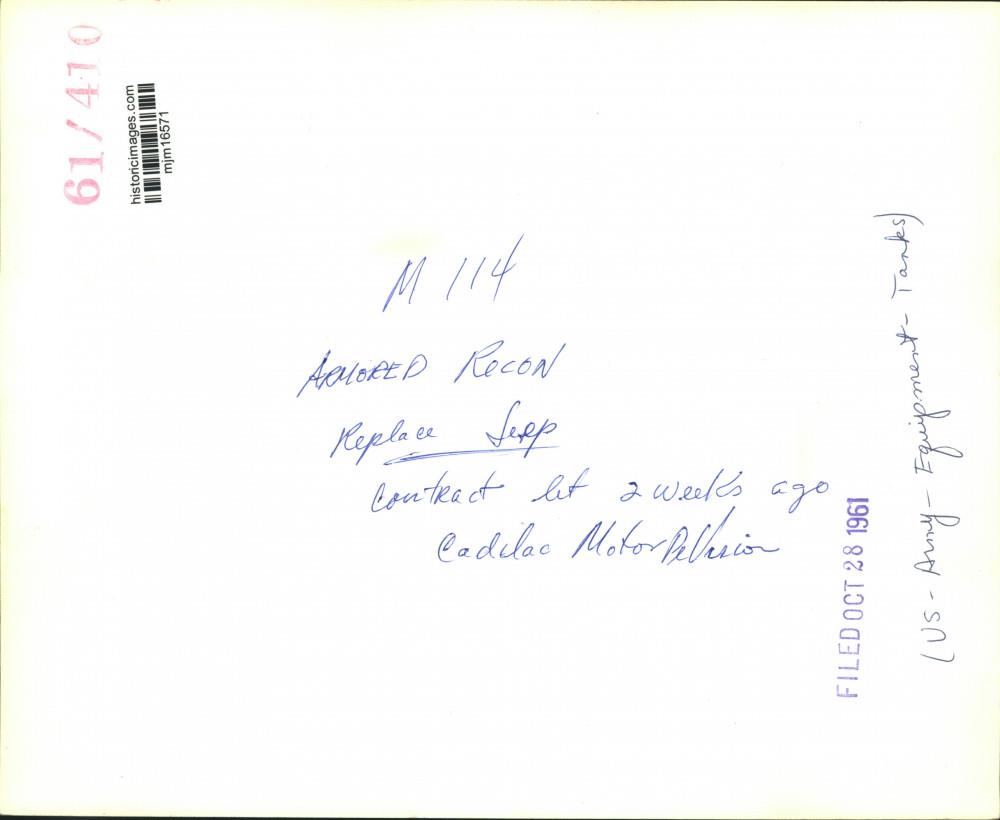 61/410
historicimages.com
mjm16571
M 114
ARMORED RECON
Replace Jeep
Contract let 2 weeks ago
Cadilac Motor DeVision
FILED OCT 28 1961
(US - Army - Equipment - Tanks)